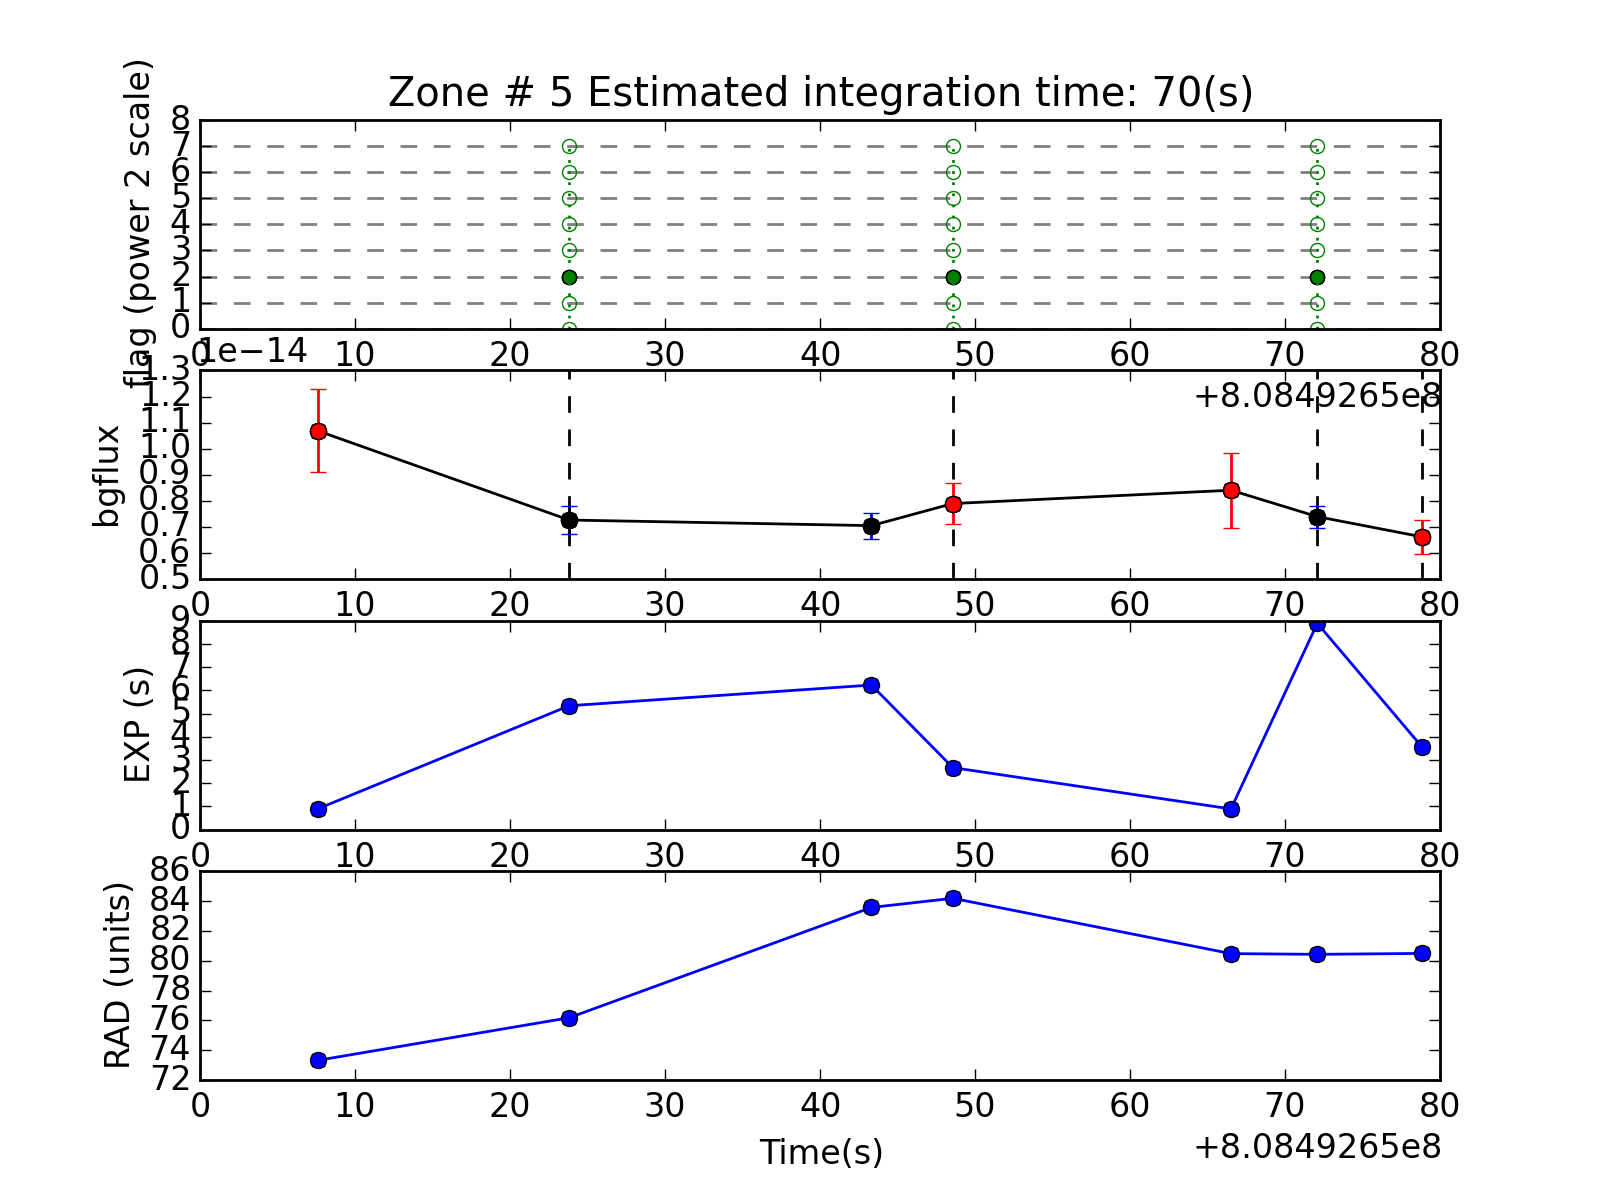 Zone # 5 Estimated integration time: 70(s)
flag (power 2 scale)
8
7
6
5
4
3
2
1
0
0 10 20 30 40 50 60 70 80
1e−14
+8.0849265e8
bgflux
1.3
1.2
1.1
1.0
0.9
0.8
0.7
0.6
0.5
0 10 20 30 40 50 60 70 80
EXP (s)
9
8
7
6
5
4
3
2
1
0
0 10 20 30 40 50 60 70 80
RAD (units)
86
84
82
80
78
76
74
72
0 10 20 30 40 50 60 70 80
Time(s)
+8.0849265e8